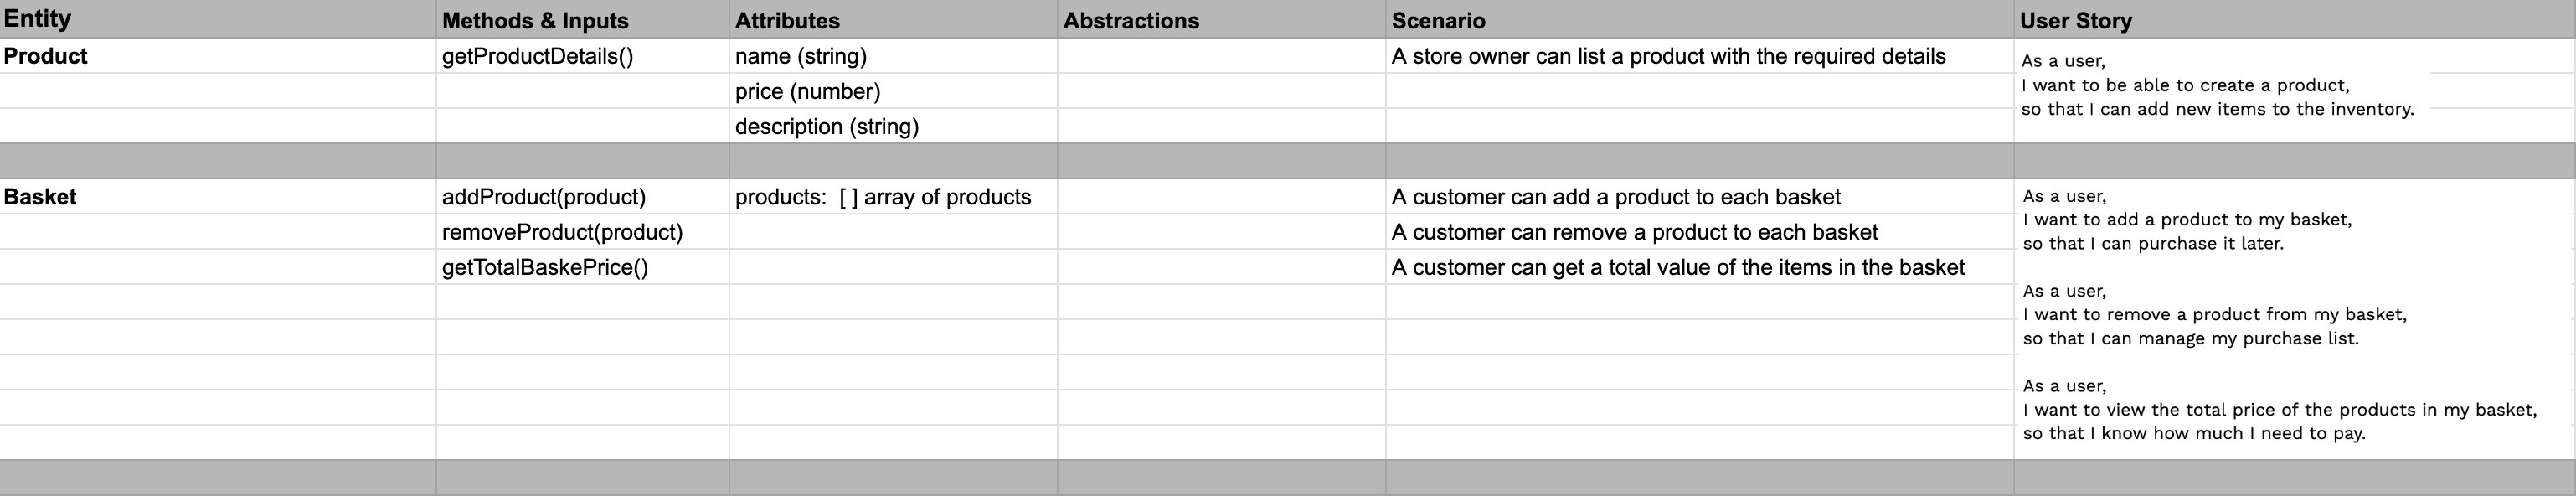 Entity Methods & Inputs Attributes Abstractions Scenario User Story
Product getProductDetails() name (string) A store owner can list a product with the required details
price (number)
description (string)
As a user,
I want to be able to create a product,
so that I can add new items to the inventory.
Basket addProduct(product) products: [ ] array of products A customer can add a product to each basket
removeProduct(product) A customer can remove a product to each basket
getTotalBaskePrice() A customer can get a total value of the items in the basket
As a user,
I want to add a product to my basket,
so that I can purchase it later.
As a user,
I want to remove a product from my basket,
so that I can manage my purchase list.
As a user,
I want to view the total price of the products in my basket,
so that I know how much I need to pay.